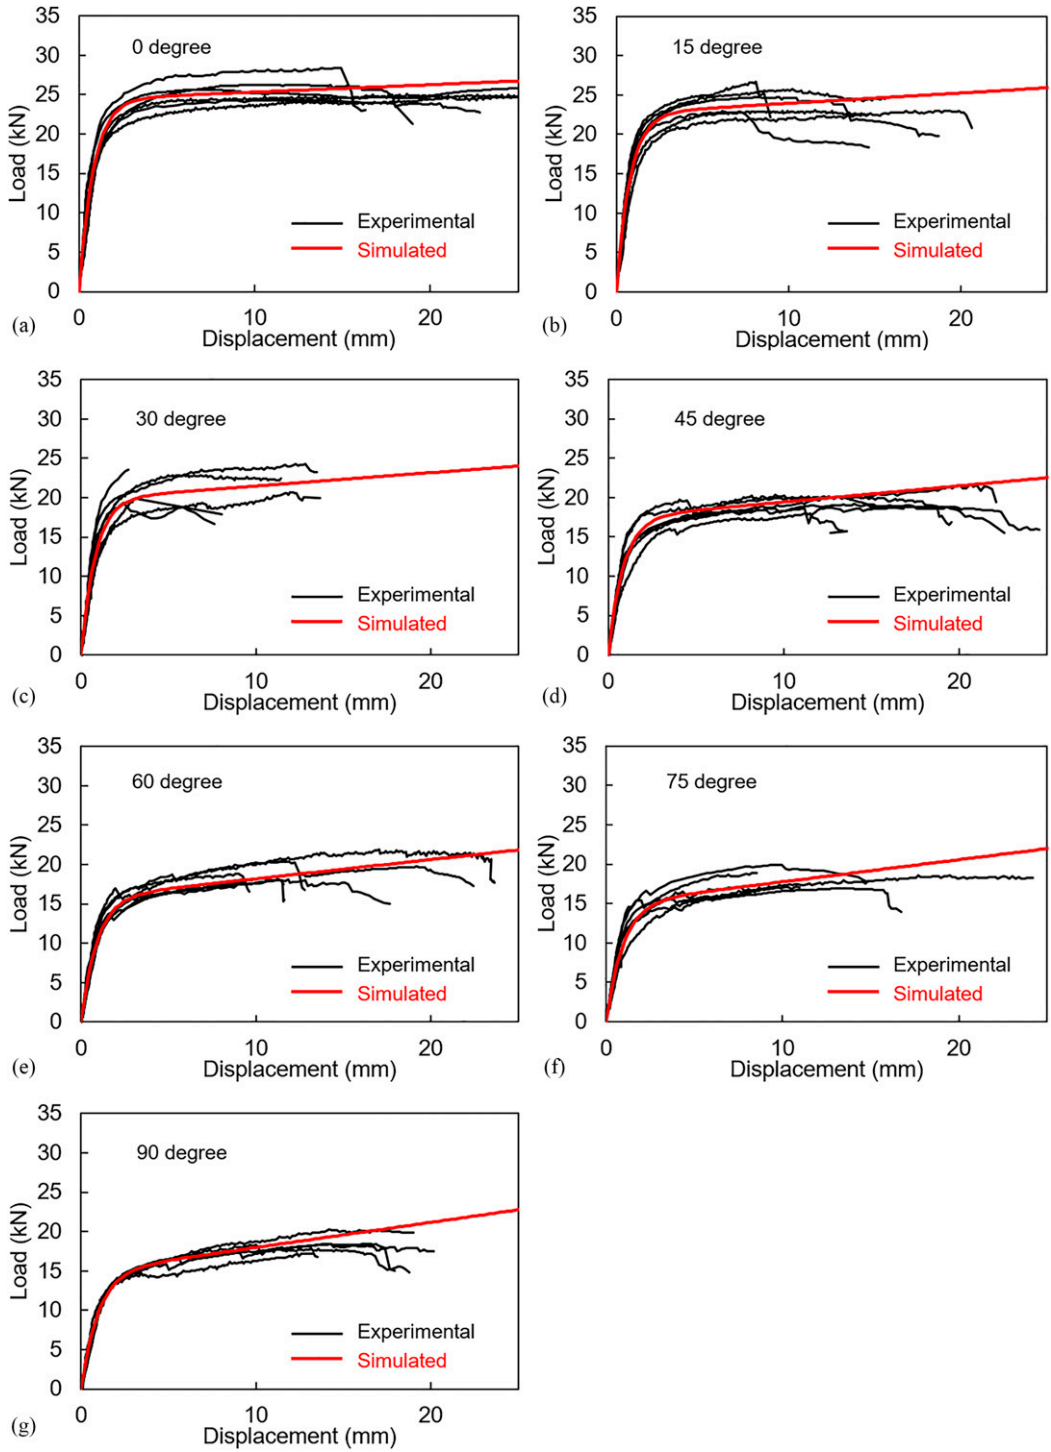 35
30
25
20
15
10
5
0
Load (kN)
0 degree
Experimental
Simulated
0
10
20
Displacement (mm)
(a)
35
30
25
20
15
10
5
0
Load (kN)
15 degree
Experimental
Simulated
0
10
20
Displacement (mm)
(b)
35
30
25
20
15
10
5
0
Load (kN)
30 degree
Experimental
Simulated
0
10
20
Displacement (mm)
(c)
35
30
25
20
15
10
5
0
Load (kN)
45 degree
Experimental
Simulated
0
10
20
Displacement (mm)
(d)
35
30
25
20
15
10
5
0
Load (kN)
60 degree
Experimental
Simulated
0
10
20
Displacement (mm)
(e)
35
30
25
20
15
10
5
0
Load (kN)
75 degree
Experimental
Simulated
0
10
20
Displacement (mm)
(f)
35
30
25
20
15
10
5
0
Load (kN)
90 degree
Experimental
Simulated
0
10
20
Displacement (mm)
(g)